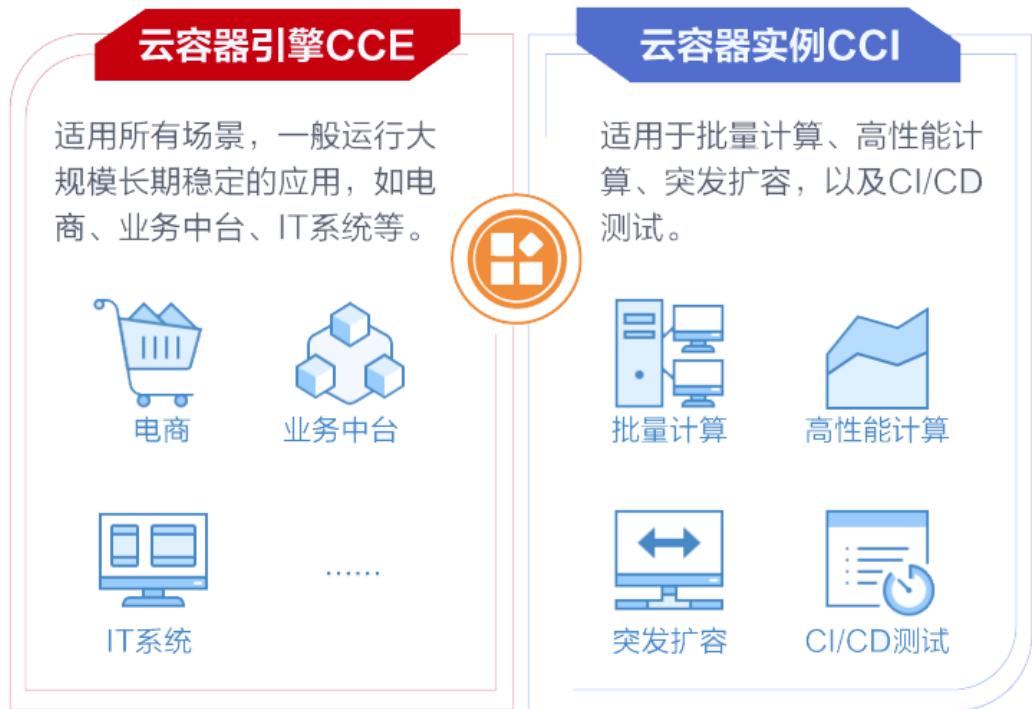 云容器引擎CCE
适用所有场景，一般运行大
规模长期稳定的应用，如电
商、业务中台、IT系统等。
电商
业务中台
IT系统
……
云容器实例CCI
适用于批量计算、高性能计
算、突发扩容，以及CI/CD
测试。
批量计算
高性能计算
突发扩容
CI/CD测试